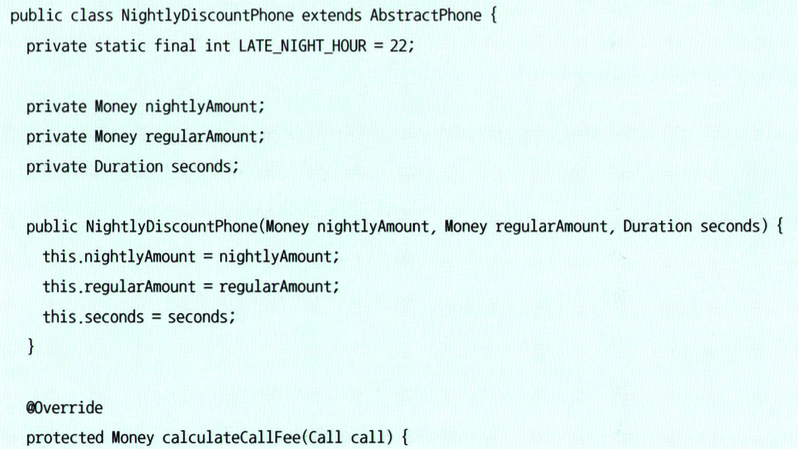 public class NightlyDiscountPhone extends AbstractPhone {
private static final int LATE_NIGHT_HOUR = 22;
private Money nightlyAmount;
private Money regularAmount;
private Duration seconds;
public NightlyDiscountPhone(Money nightlyAmount, Money regularAmount, Duration seconds) {
this.nightlyAmount = nightlyAmount;
this.regularAmount = regularAmount;
this.seconds = seconds;
}
@Override
protected Money calculateCallFee(Call call) {